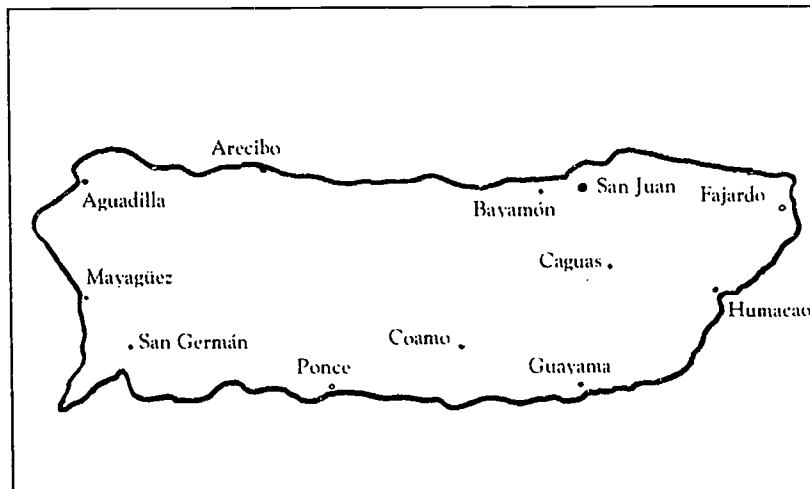 Arecibo
San Juan
Aguadilla
Bayamón
Fajardo
Caguas
Mayagüez
Humacao
San Germán
Coamo
Ponce
Guayama